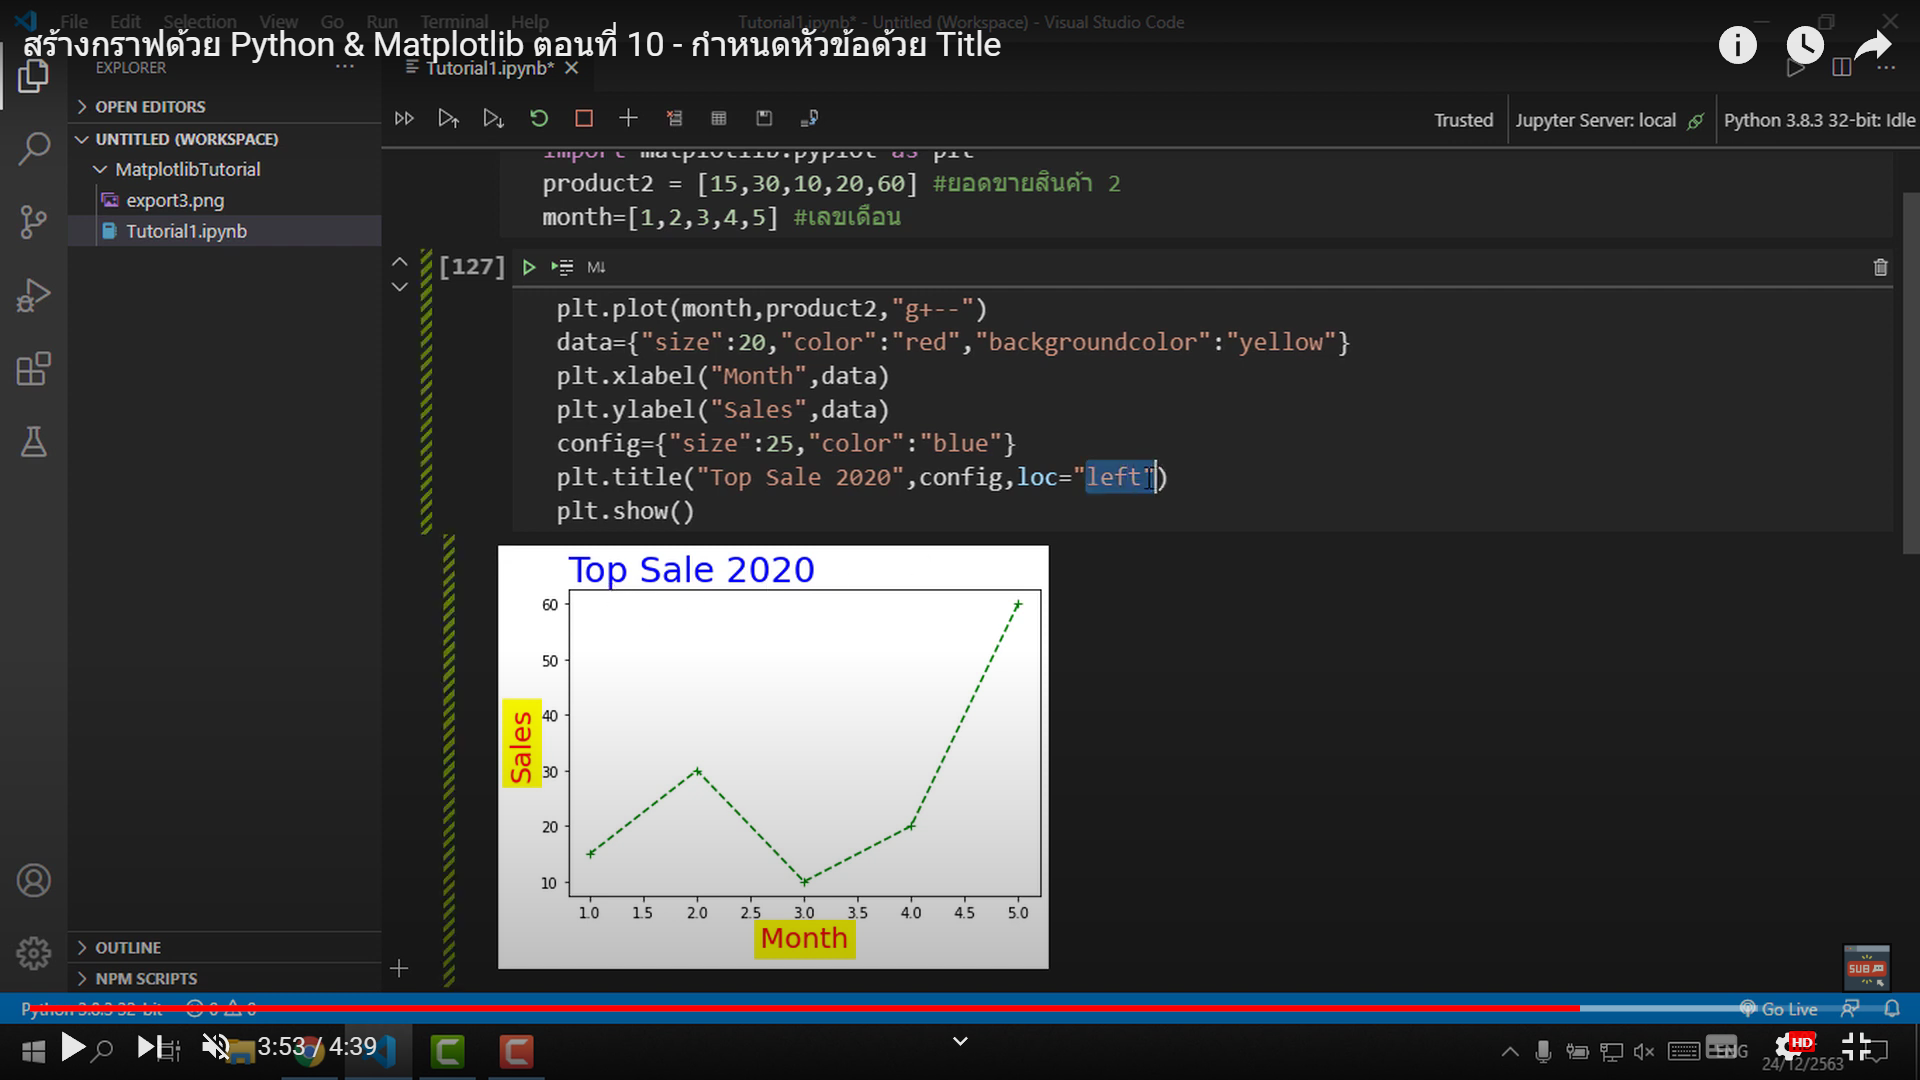 File Edit Selection View Go Run Terminal Help
Tutorial1.ipynb* - Untitled (Workspace) - Visual Studio Code
สร้างกราฟด้วย Python & Matplotlib ตอนที่ 10 - กำหนดหัวข้อด้วย Title
EXPLORER
Tutorial1.ipynb*
OPEN EDITORS
UNTITLED (WORKSPACE)
MatplotlibTutorial
export3.png
Tutorial1.ipynb
Trusted
Jupyter Server: local
Python 3.8.3 32-bit: Idle
import matplotlib.pyplot as plt
product2 = [15,30,10,20,60] #ยอดขายสินค้า 2
month=[1,2,3,4,5] #เลขเดือน
[127]
M↓
plt.plot(month,product2,"g+--")
data={"size":20,"color":"red","backgroundcolor":"yellow"}
plt.xlabel("Month",data)
plt.ylabel("Sales",data)
config={"size":25,"color":"blue"}
plt.title("Top Sale 2020",config,loc="left")
plt.show()
Top Sale 2020
60
50
40
30
20
10
Sales
1.0 1.5 2.0 2.5 3.0 3.5 4.0 4.5 5.0
Month
OUTLINE
NPM SCRIPTS
SUB
Python 3.8.3 32-bit 0 0
Go Live
3:53 / 4:39
ENG
HD
24/12/2563